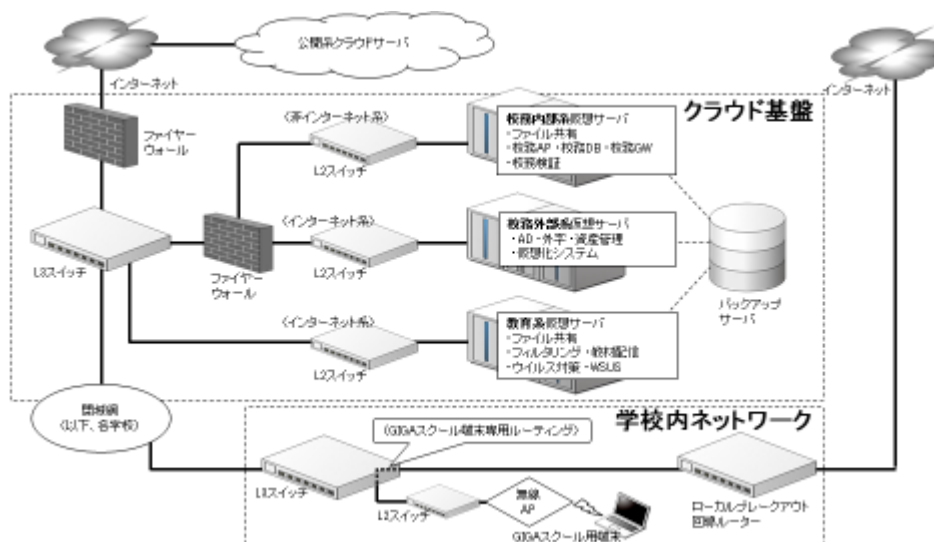 公開系クラウドサーバ
インターネット
インターネット
クラウド基盤
ファイヤー
ウォール
〈非インターネット系〉
L2スイッチ
校務内部系仮想サーバ
・ファイル共有
・校務AP・校務DB・校務GW
・校務検証
L3スイッチ
ファイヤー
ウォール
〈インターネット系〉
L2スイッチ
校務外部系仮想サーバ
・AD・外字・資産管理
・仮想化システム
バックアップ
サーバ
〈インターネット系〉
L2スイッチ
教育系仮想サーバ
・ファイル共有
・フィルタリング・教材配信
・ウイルス対策・WSUS
閉域網
（以下、各学校）
学校内ネットワーク
〈GIGAスクール端末専用ルーティング〉
L3スイッチ
L2スイッチ
無線
AP
GIGAスクール用端末
ローカルブレークアウト
回線ルーター